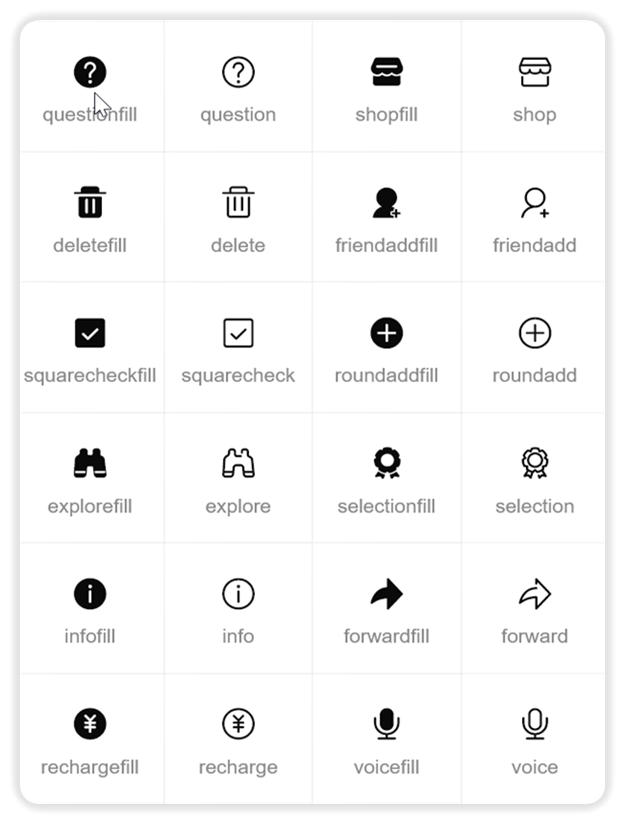 questionfill
question
shopfill
shop
deletefill
delete
friendaddfill
friendadd
squarecheckfill
squarecheck
roundaddfill
roundadd
explorefill
explore
selectionfill
selection
infofill
info
forwardfill
forward
rechargefill
recharge
voicefill
voice